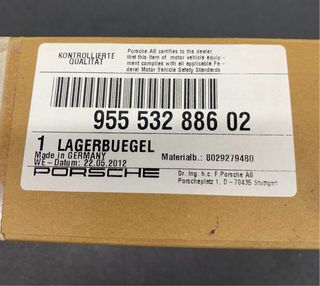 KONTROLLIERTE
QUALITÄT
Porsche AG certifies to the dealer
that this item of motor vehicle equip-
ment complies with all applicable Fe-
deral Motor Vehicle Safety Standards
955 532 886 02
1 LAGERBUEGEL
Made in GERMANY
Materialb.: 8029279480
WE-Datum: 22.05.2012
PORSCHE
Dr. Ing. h.c. F.Porsche AG
Porscheplatz 1, D - 70435 Stuttgart